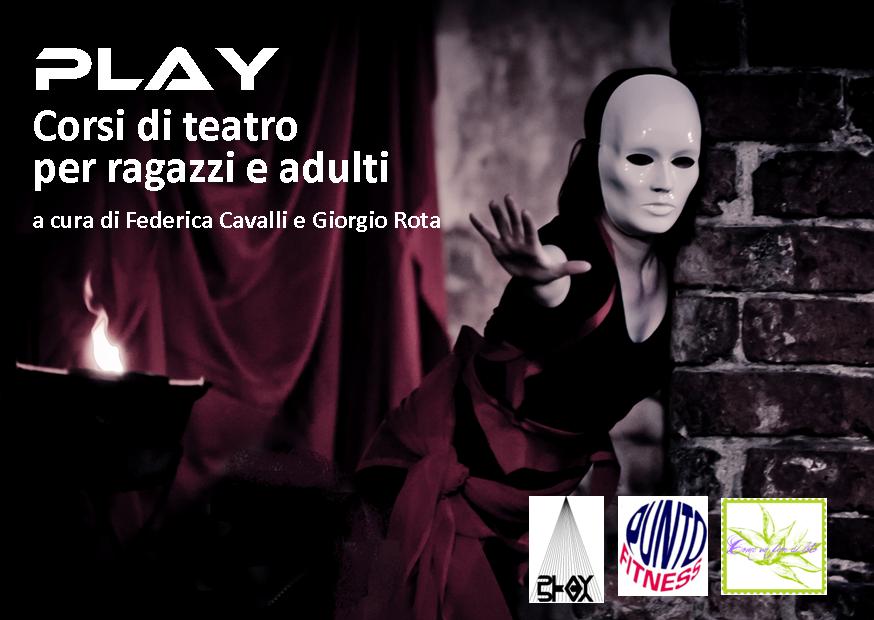 PLAY
Corsi di teatro
per ragazzi e adulti
a cura di Federica Cavalli e Giorgio Rota
PUNTO
FITNESS